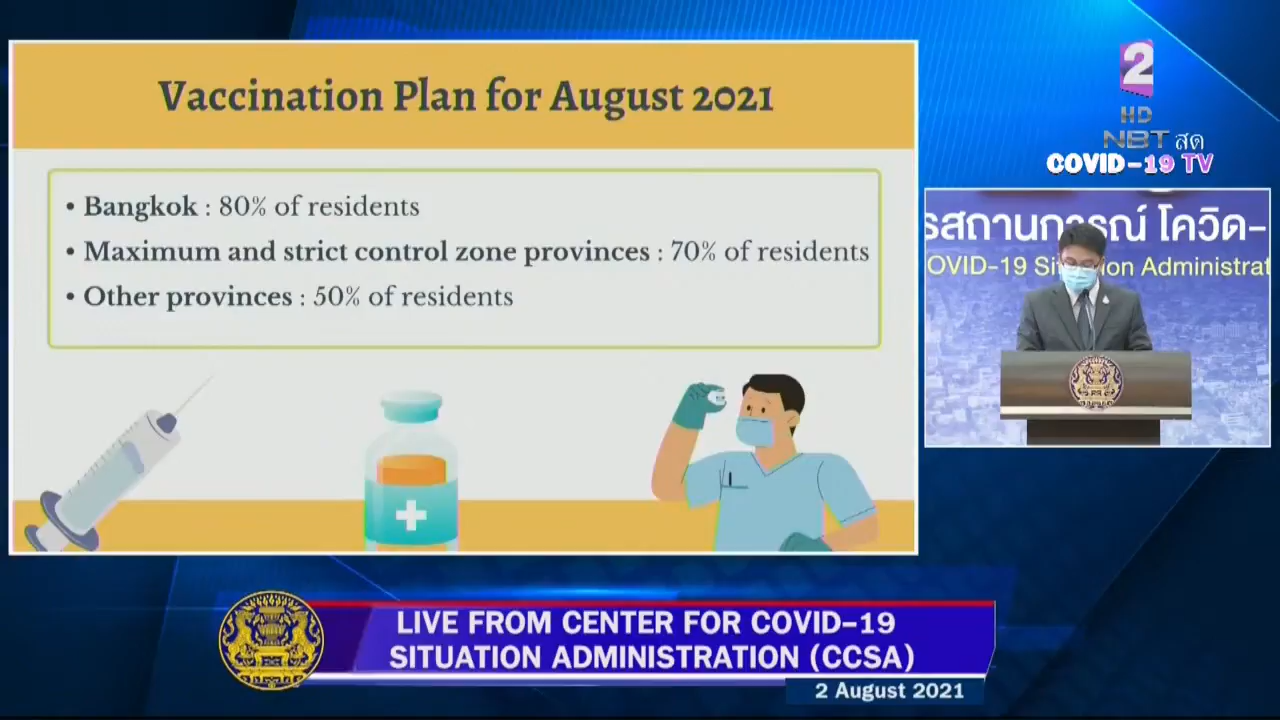 Vaccination Plan for August 2021
• Bangkok : 80% of residents
• Maximum and strict control zone provinces : 70% of residents
• Other provinces : 50% of residents
2
HD
NBT สด
COVID-19 TV
รสถานการณ์ โควิด-
OVID-19 Situation Administrat
LIVE FROM CENTER FOR COVID-19
SITUATION ADMINISTRATION (CCSA)
2 August 2021